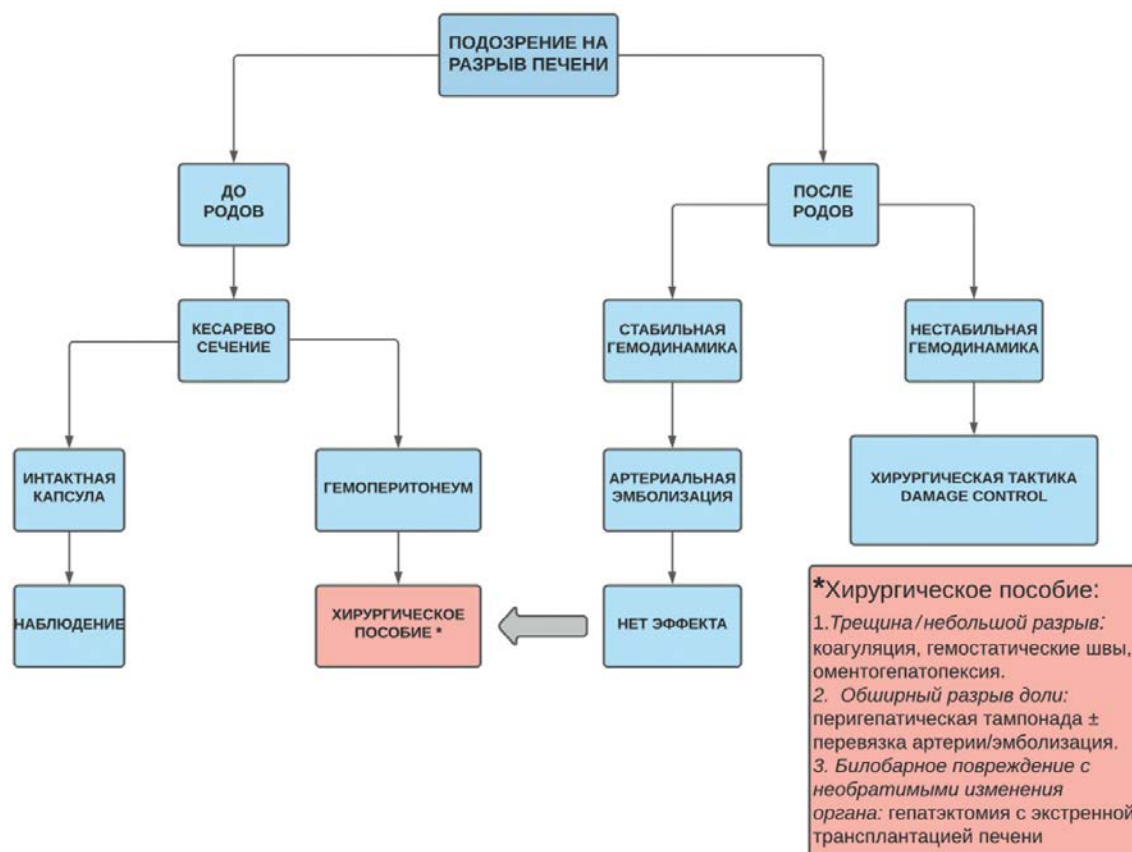 ПОДОЗРЕНИЕ НА
РАЗРЫВ ПЕЧЕНИ
ДО
РОДОВ
ПОСЛЕ
РОДОВ
КЕСАРЕВО
СЕЧЕНИЕ
СТАБИЛЬНАЯ
ГЕМОДИНАМИКА
НЕСТАБИЛЬНАЯ
ГЕМОДИНАМИКА
ИНТАКТНАЯ
КАПСУЛА
ГЕМОПЕРИТОНЕУМ
АРТЕРИАЛЬНАЯ
ЭМБОЛИЗАЦИЯ
ХИРУРГИЧЕСКАЯ ТАКТИКА
DAMAGE CONTROL
НАБЛЮДЕНИЕ
ХИРУРГИЧЕСКОЕ
ПОСОБИЕ *
НЕТ ЭФФЕКТА
*Хирургическое пособие:
1.Трещина/небольшой разрыв:
коагуляция, гемостатические швы,
оментогепатопексия.
2. Обширный разрыв доли:
перигепатическая тампонада ±
перевязка артерии/эмболизация.
3. Билобарное повреждение с
необратимыми изменения
органа: гепатэктомия с экстренной
трансплантацией печени